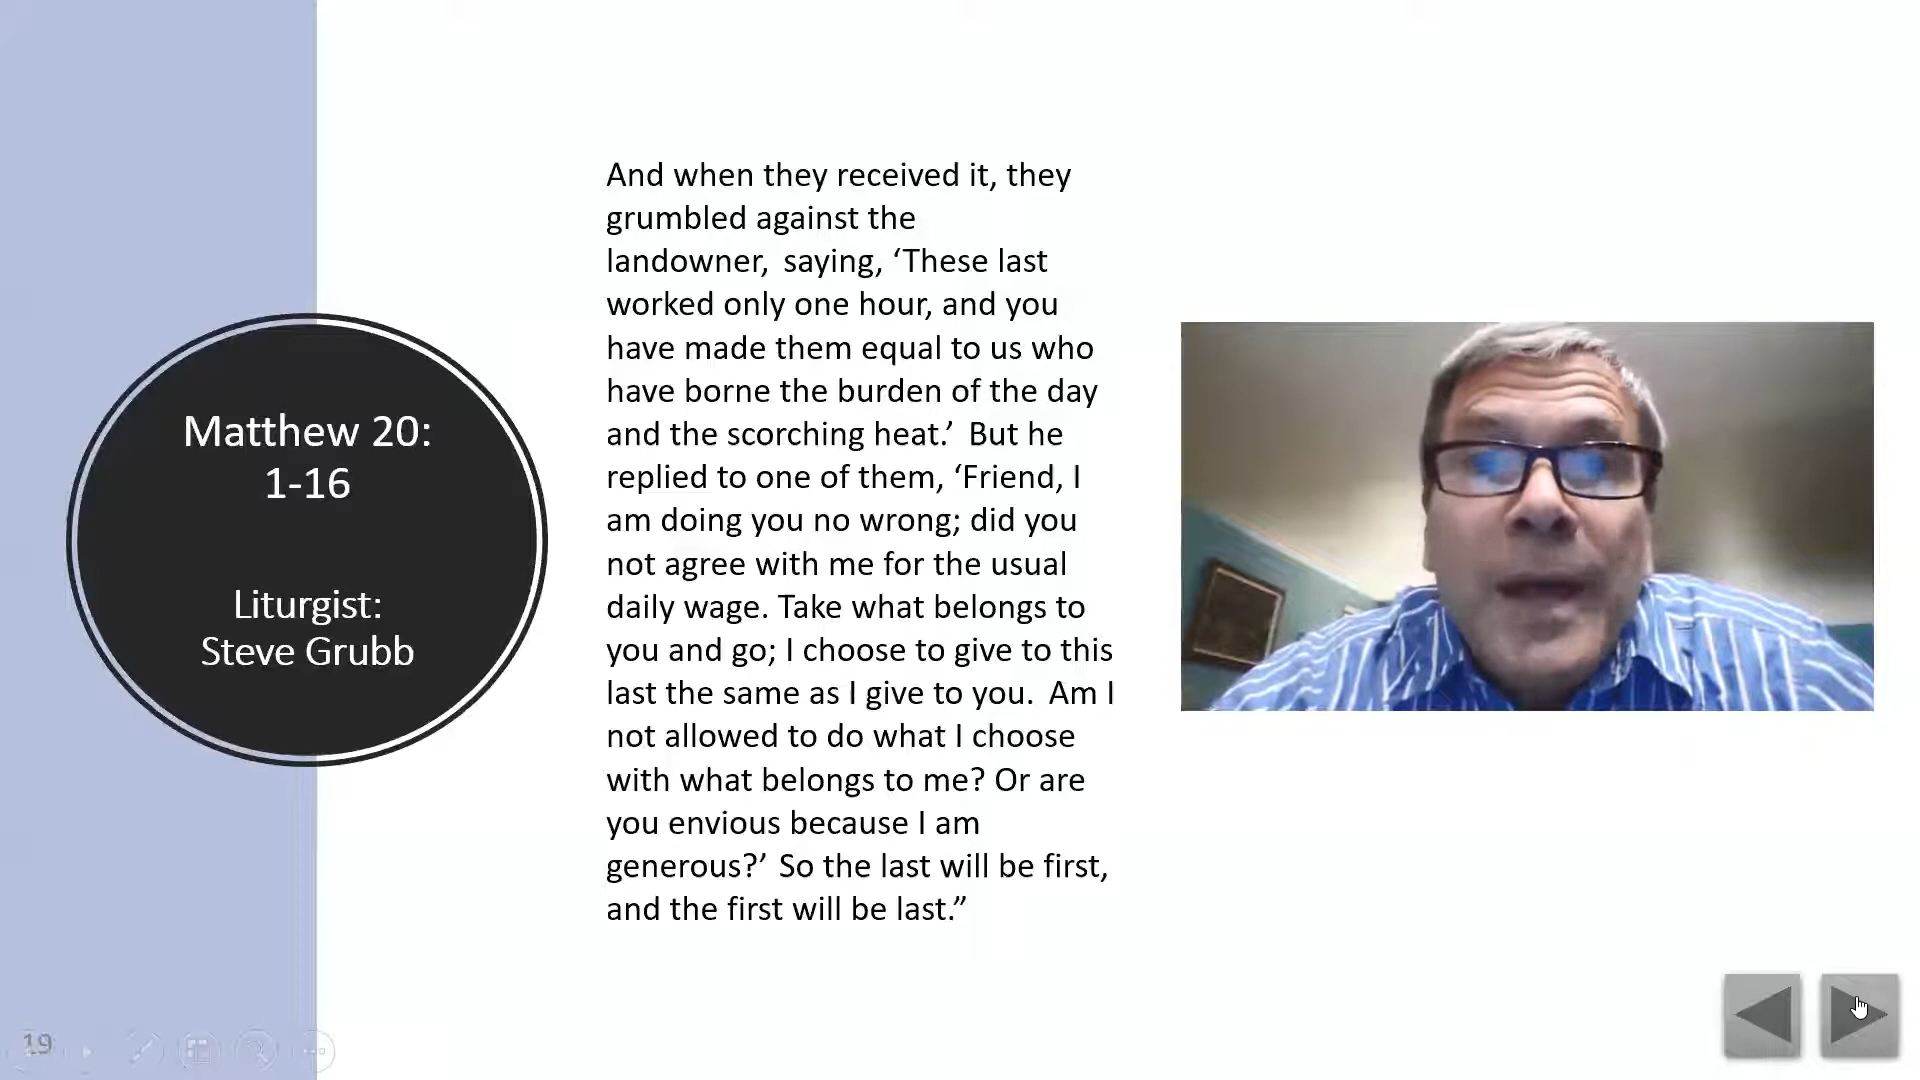 Matthew 20:
1-16
Liturgist:
Steve Grubb
And when they received it, they
grumbled against the
landowner, saying, ‘These last
worked only one hour, and you
have made them equal to us who
have borne the burden of the day
and the scorching heat.’ But he
replied to one of them, ‘Friend, I
am doing you no wrong; did you
not agree with me for the usual
daily wage. Take what belongs to
you and go; I choose to give to this
last the same as I give to you. Am I
not allowed to do what I choose
with what belongs to me? Or are
you envious because I am
generous?’ So the last will be first,
and the first will be last.”
19